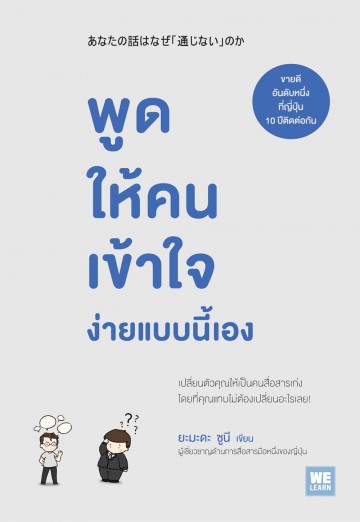 あなたの話はなぜ「通じない」のか
ขายดี
อันดับหนึ่ง
ที่ญี่ปุ่น
10 ปีติดต่อกัน
พูด
ให้คน
เข้าใจ
ง่ายแบบนี้เอง
เปลี่ยนตัวคุณให้เป็นคนสื่อสารเก่ง
โดยที่คุณแทบไม่ต้องเปลี่ยนอะไรเลย!
ยะมะดะ ซูนี เขียน
ผู้เชี่ยวชาญด้านการสื่อสารมือหนึ่งของญี่ปุ่น
???
WE
LEARN